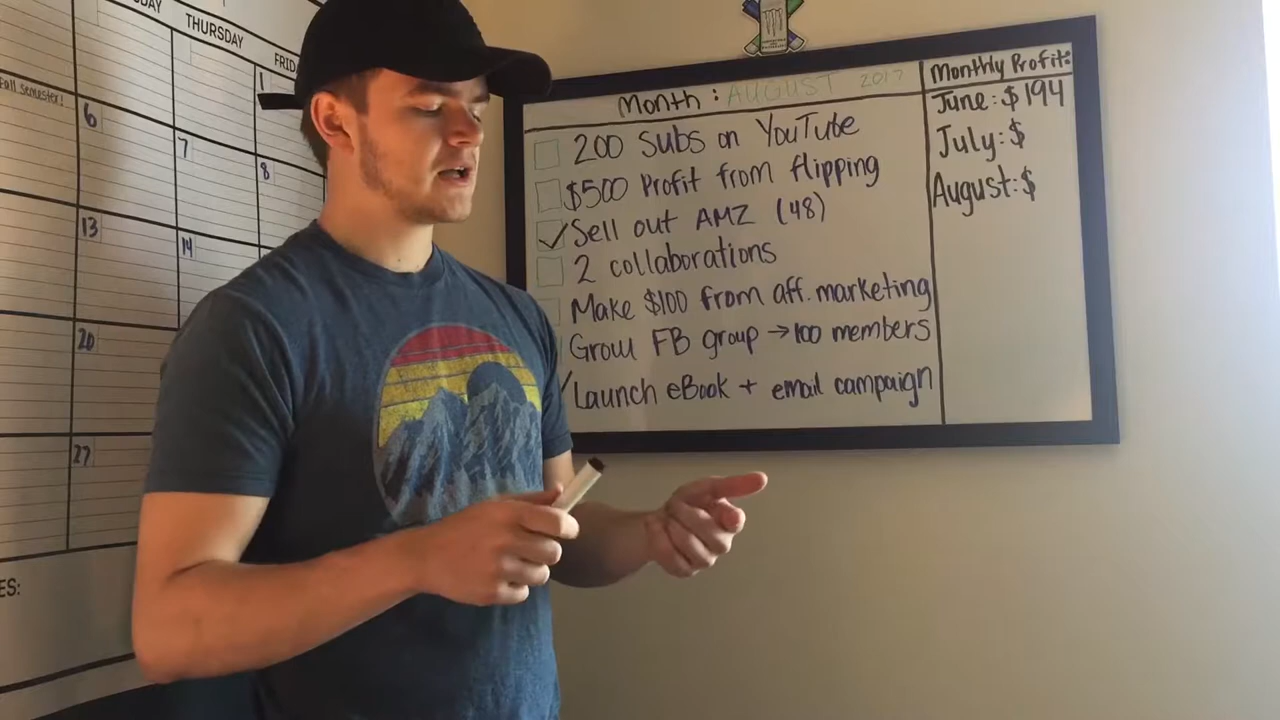 THURSDAY
FRID
Fall semester!
1
6
7
8
13
14
20
27
ES:
Month: AUGUST 2017
200 Subs on YouTube
$500 Profit from flipping
Sell out AMZ (48)
2 collaborations
Make $100 from aff. marketing
Grow FB group → 100 members
Launch eBook + email campaign
Monthly Profit:
June: $194
July: $
August: $